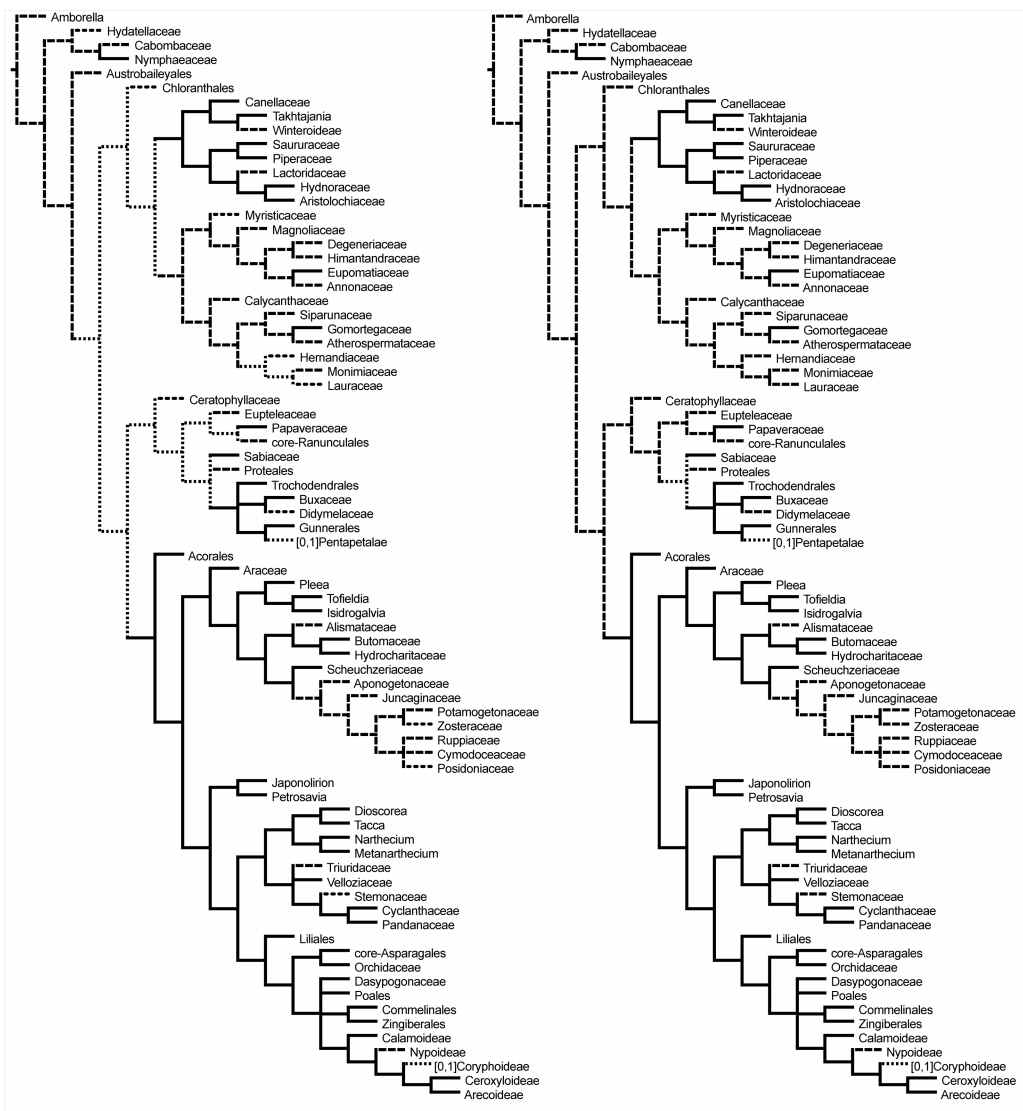 Amborella
Hydatellaceae
Cabombaceae
Nymphaeaceae
Austrobaileyales
Chloranthales
Canellaceae
Takhtajania
Winteroideae
Saururaceae
Piperaceae
Lactoridaceae
Hydnoraceae
Aristolochiaceae
Myristicaceae
Magnoliaceae
Degeneriaceae
Himantandraceae
Eupomatiaceae
Annonaceae
Calycanthaceae
Siparunaceae
Gomortegaceae
Atherospermataceae
Hernandiaceae
Monimiaceae
Lauraceae
Ceratophyllaceae
Eupteleaceae
Papaveraceae
core-Ranunculales
Sabiaceae
Proteales
Trochodendrales
Buxaceae
Didymelaceae
Gunnerales
[0,1]Pentapetalae
Acorales
Araceae
Pleea
Tofieldia
Isidrogalvia
Alismataceae
Butomaceae
Hydrocharitaceae
Scheuchzeriaceae
Aponogetonaceae
Juncaginaceae
Potamogetonaceae
Zosteraceae
Ruppiaceae
Cymodoceaceae
Posidoniaceae
Japonolirion
Petrosavia
Dioscorea
Tacca
Narthecium
Metanarthecium
Triuridaceae
Velloziaceae
Stemonaceae
Cyclanthaceae
Pandanaceae
Liliales
core-Asparagales
Orchidaceae
Dasypogonaceae
Poales
Commelinales
Zingiberales
Calamoideae
Nypoideae
[0,1]Coryphoideae
Ceroxyloideae
Arecoideae
Amborella
Hydatellaceae
Cabombaceae
Nymphaeaceae
Austrobaileyales
Chloranthales
Canellaceae
Takhtajania
Winteroideae
Saururaceae
Piperaceae
Lactoridaceae
Hydnoraceae
Aristolochiaceae
Myristicaceae
Magnoliaceae
Degeneriaceae
Himantandraceae
Eupomatiaceae
Annonaceae
Calycanthaceae
Siparunaceae
Gomortegaceae
Atherospermataceae
Hernandiaceae
Monimiaceae
Lauraceae
Ceratophyllaceae
Eupteleaceae
Papaveraceae
core-Ranunculales
Sabiaceae
Proteales
Trochodendrales
Buxaceae
Didymelaceae
Gunnerales
[0,1]Pentapetalae
Acorales
Araceae
Pleea
Tofieldia
Isidrogalvia
Alismataceae
Butomaceae
Hydrocharitaceae
Scheuchzeriaceae
Aponogetonaceae
Juncaginaceae
Potamogetonaceae
Zosteraceae
Ruppiaceae
Cymodoceaceae
Posidoniaceae
Japonolirion
Petrosavia
Dioscorea
Tacca
Narthecium
Metanarthecium
Triuridaceae
Velloziaceae
Stemonaceae
Cyclanthaceae
Pandanaceae
Liliales
core-Asparagales
Orchidaceae
Dasypogonaceae
Poales
Commelinales
Zingiberales
Calamoideae
Nypoideae
[0,1]Coryphoideae
Ceroxyloideae
Arecoideae